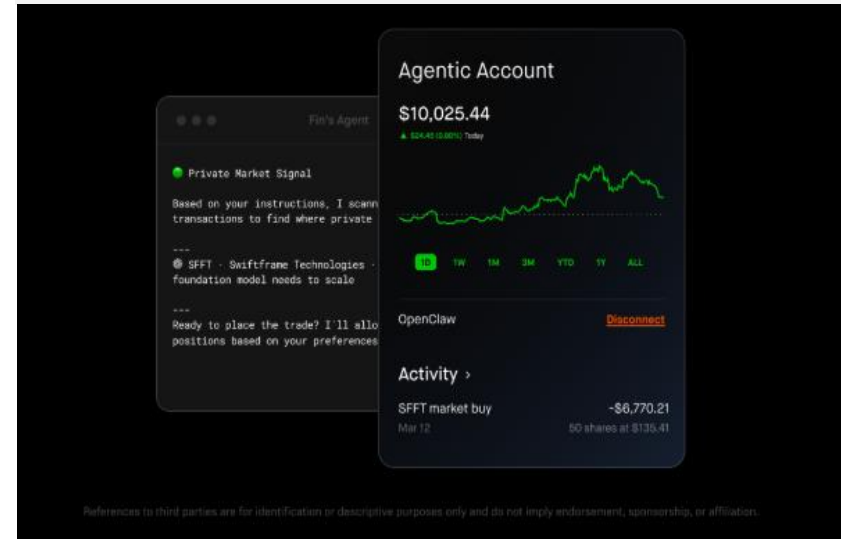 Fin's Agent
Private Market Signal
Based on your instructions, I scann
transactions to find where private
---
SFFT · Swiftframe Technologies ·
foundation model needs to scale
---
Ready to place the trade? I'll allo
positions based on your preferences
Agentic Account
$10,025.44
▲ $24.45 (0.80%) Today
1D 1W 1M 3M YTD 1Y ALL
OpenClaw
Disconnect
Activity ›
SFFT market buy
-$6,770.21
Mar 12
50 shares at $135.41
References to third parties are for identification or descriptive purposes only and do not imply endorsement, sponsorship, or affiliation.